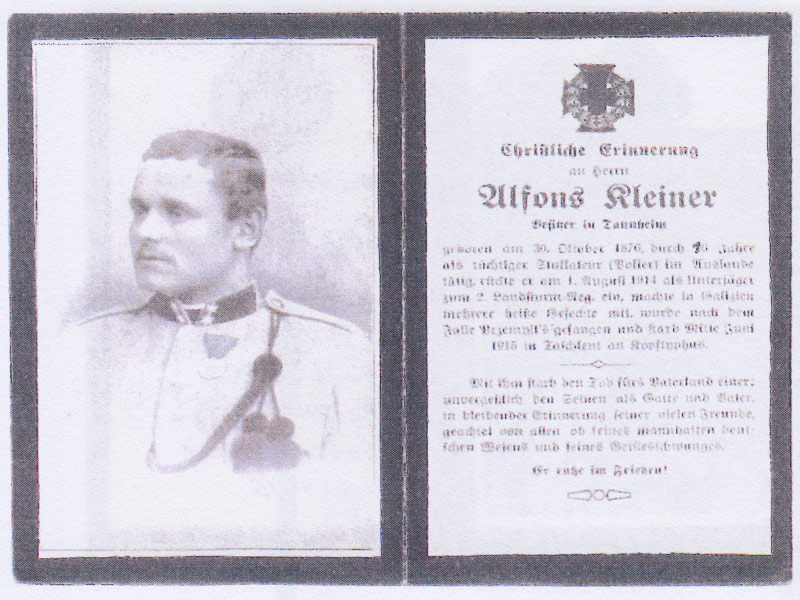 Christliche Erinnerung
an Herrn
Alfons Kleiner
Besitzer in Tannheim
geboren am 30. Oktober 1876, durch 16 Jahre
als tüchtiger Stukkateur (Polier) im Auslande
tätig, rückte er am 1. August 1914 als Unterjäger
zum 2. Landsturm-Reg. ein, machte in Galizien
mehrere heiße Gefechte mit, wurde nach dem
Falle Przemysl's gefangen und starb Mitte Juni
1915 in Taschkent an Kopftyphus.
Mit ihm starb den Tod fürs Vaterland einer,
unvergeßlich den Seinen als Gatte und Vater,
in bleibender Erinnerung seiner vielen Freunde,
geachtet von allen ob seines mannhaften deut-
schen Wesens und seines Geistesschwunges.
Er ruhe im Frieden!